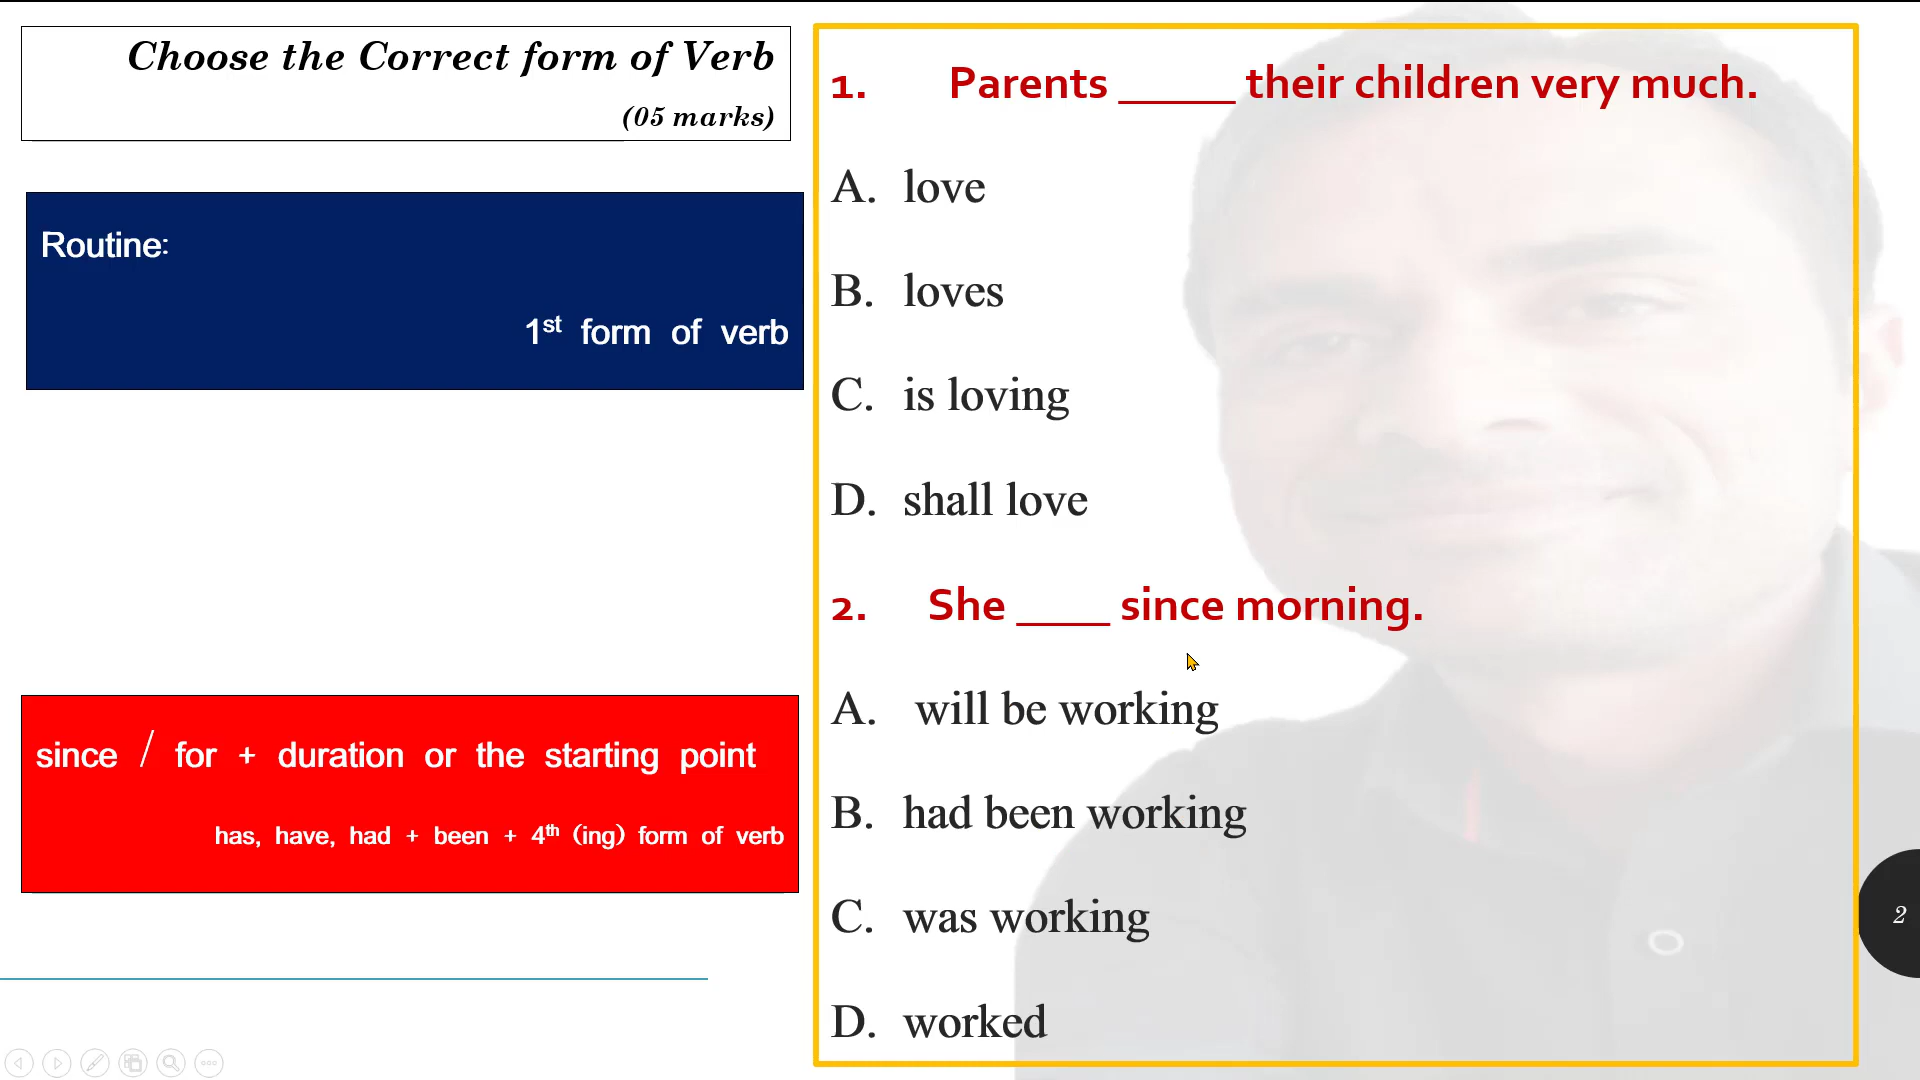 Choose the Correct form of Verb
(05 marks)
Routine:
1st form of verb
since / for + duration or the starting point
has, have, had + been + 4th (ing) form of verb
1. Parents _____ their children very much.
A. love
B. loves
C. is loving
D. shall love
2. She ____ since morning.
A. will be working
B. had been working
C. was working
D. worked
2